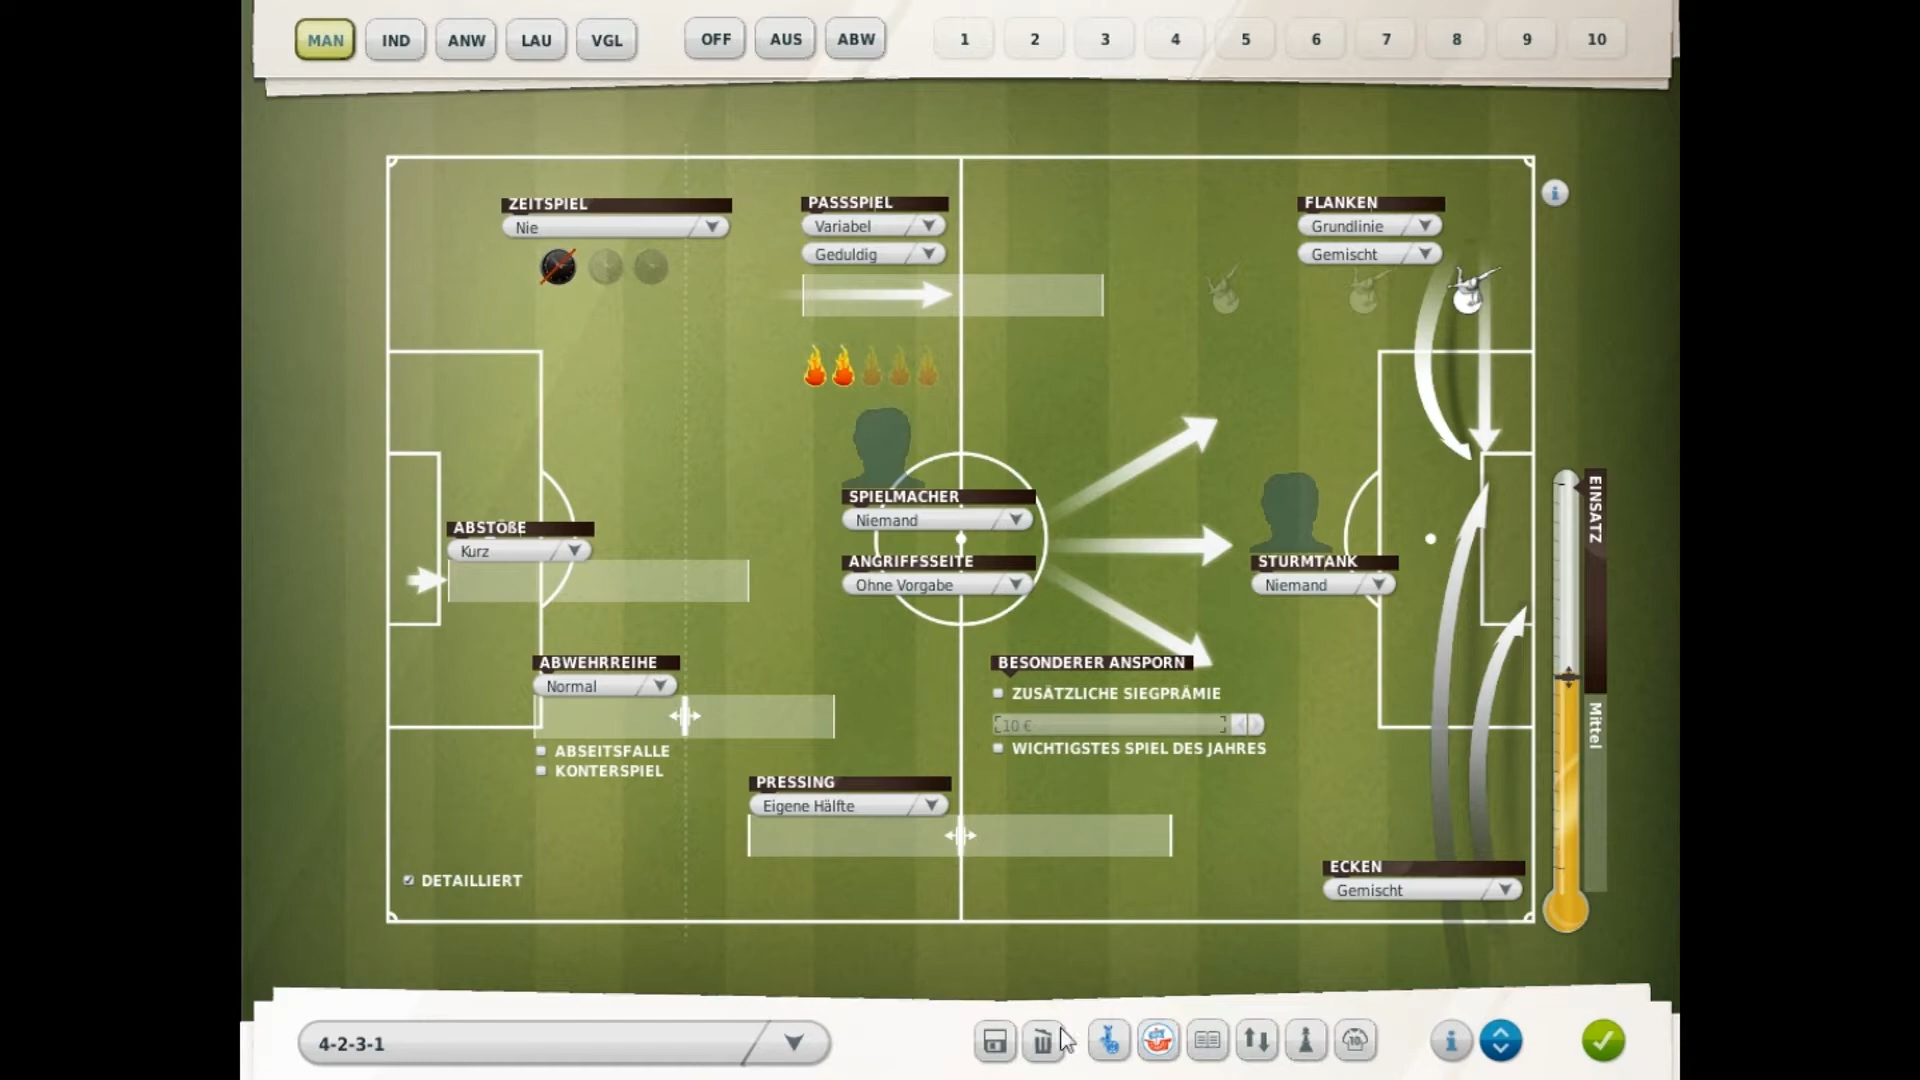 MAN IND ANW LAU VGL OFF AUS ABW 1 2 3 4 5 6 7 8 9 10
ZEITSPIEL
Nie
PASSSPIEL
Variabel
Geduldig
FLANKEN
Grundlinie
Gemischt
SPIELMACHER
Niemand
ANGRIFFSSEITE
Ohne Vorgabe
ABSTÖßE
Kurz
STURMTANK
Niemand
EINSATZ
Mittel
ABWEHRREIHE
Normal
ABSEITSFALLE
KONTERSPIEL
BESONDERER ANSPORN
ZUSÄTZLICHE SIEGPRÄMIE
10 €
WICHTIGSTES SPIEL DES JAHRES
PRESSING
Eigene Hälfte
DETAILLIERT
ECKEN
Gemischt
4-2-3-1
10